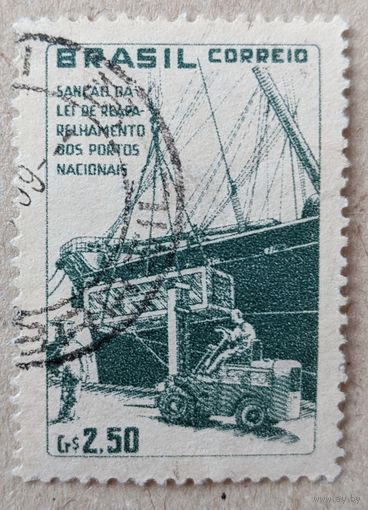 BRASIL CORREIO
SANÇÃO DA
LEI DE REAPA-
RELHAMENTO
DOS PORTOS
NACIONAIS
Cr$ 2,50